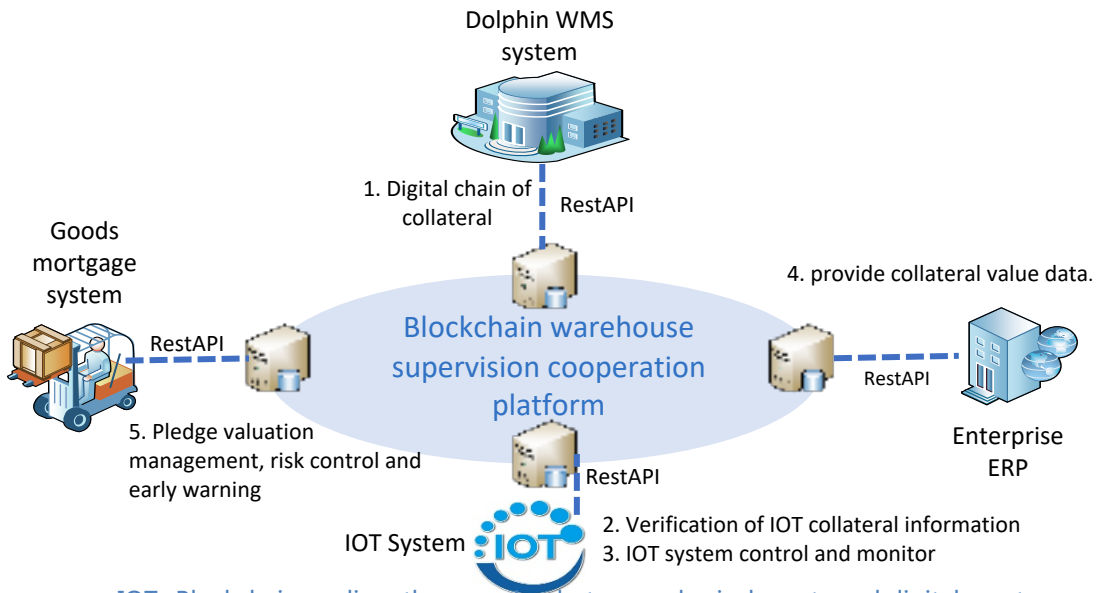 Dolphin WMS
system
1. Digital chain of
collateral
RestAPI
Goods
mortgage
system
RestAPI
4. provide collateral value data.
Blockchain warehouse
supervision cooperation
platform
RestAPI
Enterprise
ERP
5. Pledge valuation
management, risk control and
early warning
RestAPI
IOT System
IOT
2. Verification of IOT collateral information
3. IOT system control and monitor